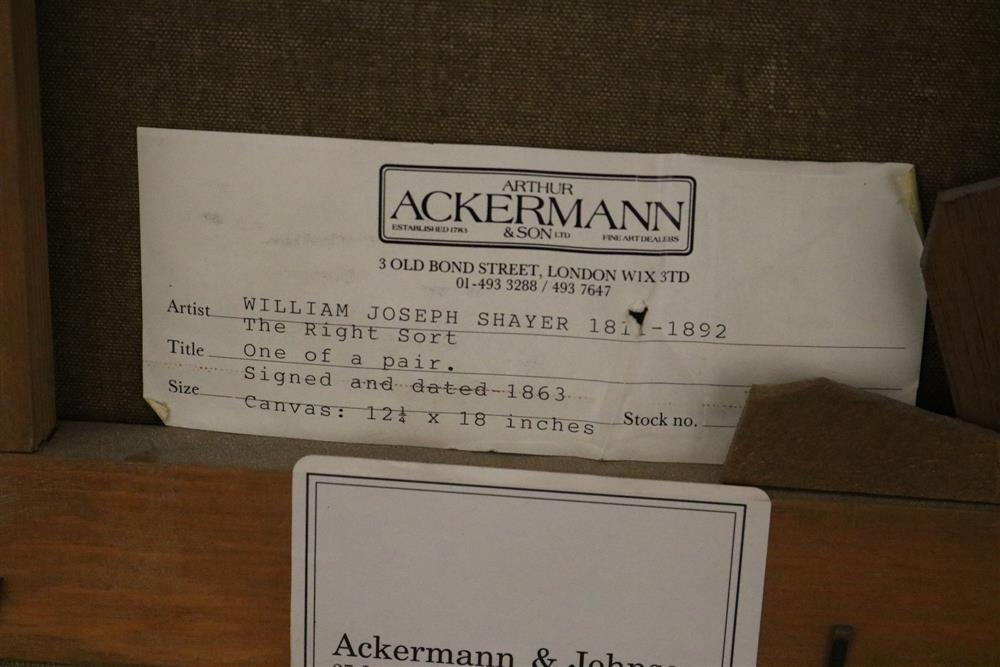 ARTHUR
ACKERMANN
ESTABLISHED 1783 & SON LTD FINE ART DEALERS
3 OLD BOND STREET, LONDON W1X 3TD
01-493 3288 / 493 7647
Artist WILLIAM JOSEPH SHAYER 1811-1892
The Right Sort
Title One of a pair.
Signed and dated 1863
Size Canvas: 12¼ x 18 inches Stock no.
Ackermann &